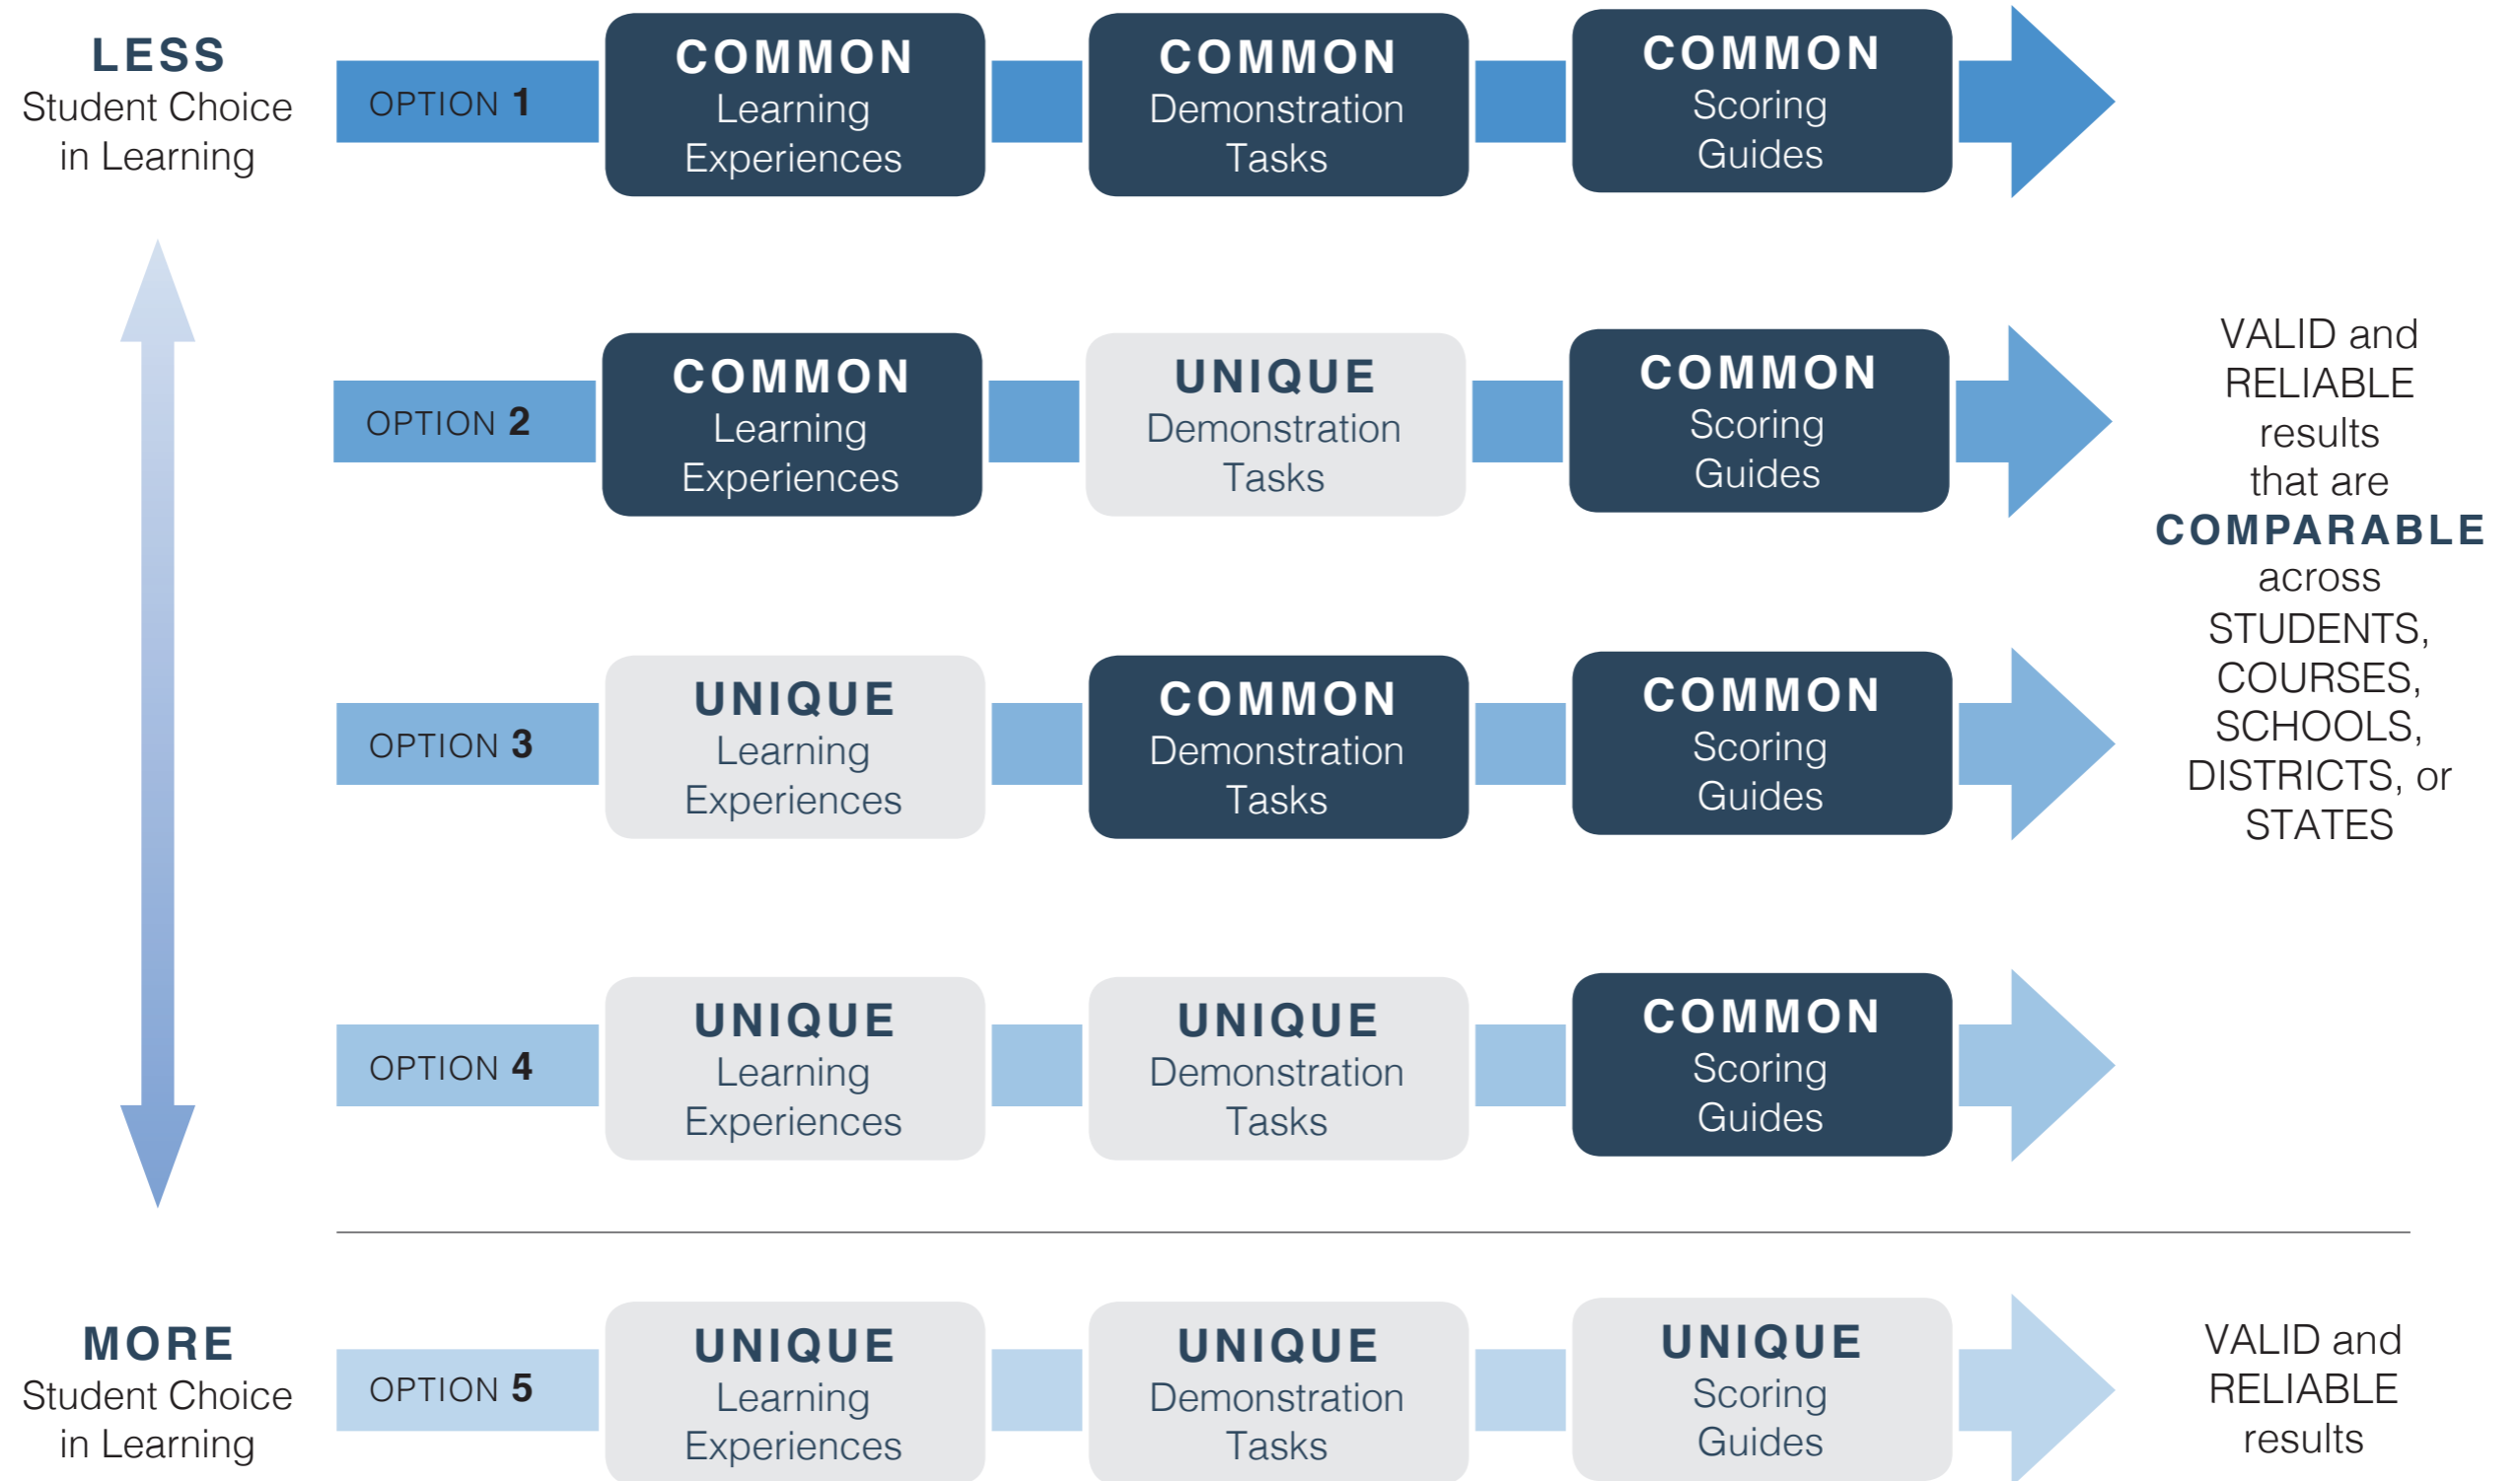 LESS
Student Choice
in Learning
OPTION 1
COMMON
Learning
Experiences
COMMON
Demonstration
Tasks
COMMON
Scoring
Guides
OPTION 2
COMMON
Learning
Experiences
UNIQUE
Demonstration
Tasks
COMMON
Scoring
Guides
OPTION 3
UNIQUE
Learning
Experiences
COMMON
Demonstration
Tasks
COMMON
Scoring
Guides
OPTION 4
UNIQUE
Learning
Experiences
UNIQUE
Demonstration
Tasks
COMMON
Scoring
Guides
VALID and
RELIABLE
results
that are
COMPARABLE
across
STUDENTS,
COURSES,
SCHOOLS,
DISTRICTS, or
STATES
MORE
Student Choice
in Learning
OPTION 5
UNIQUE
Learning
Experiences
UNIQUE
Demonstration
Tasks
UNIQUE
Scoring
Guides
VALID and
RELIABLE
results